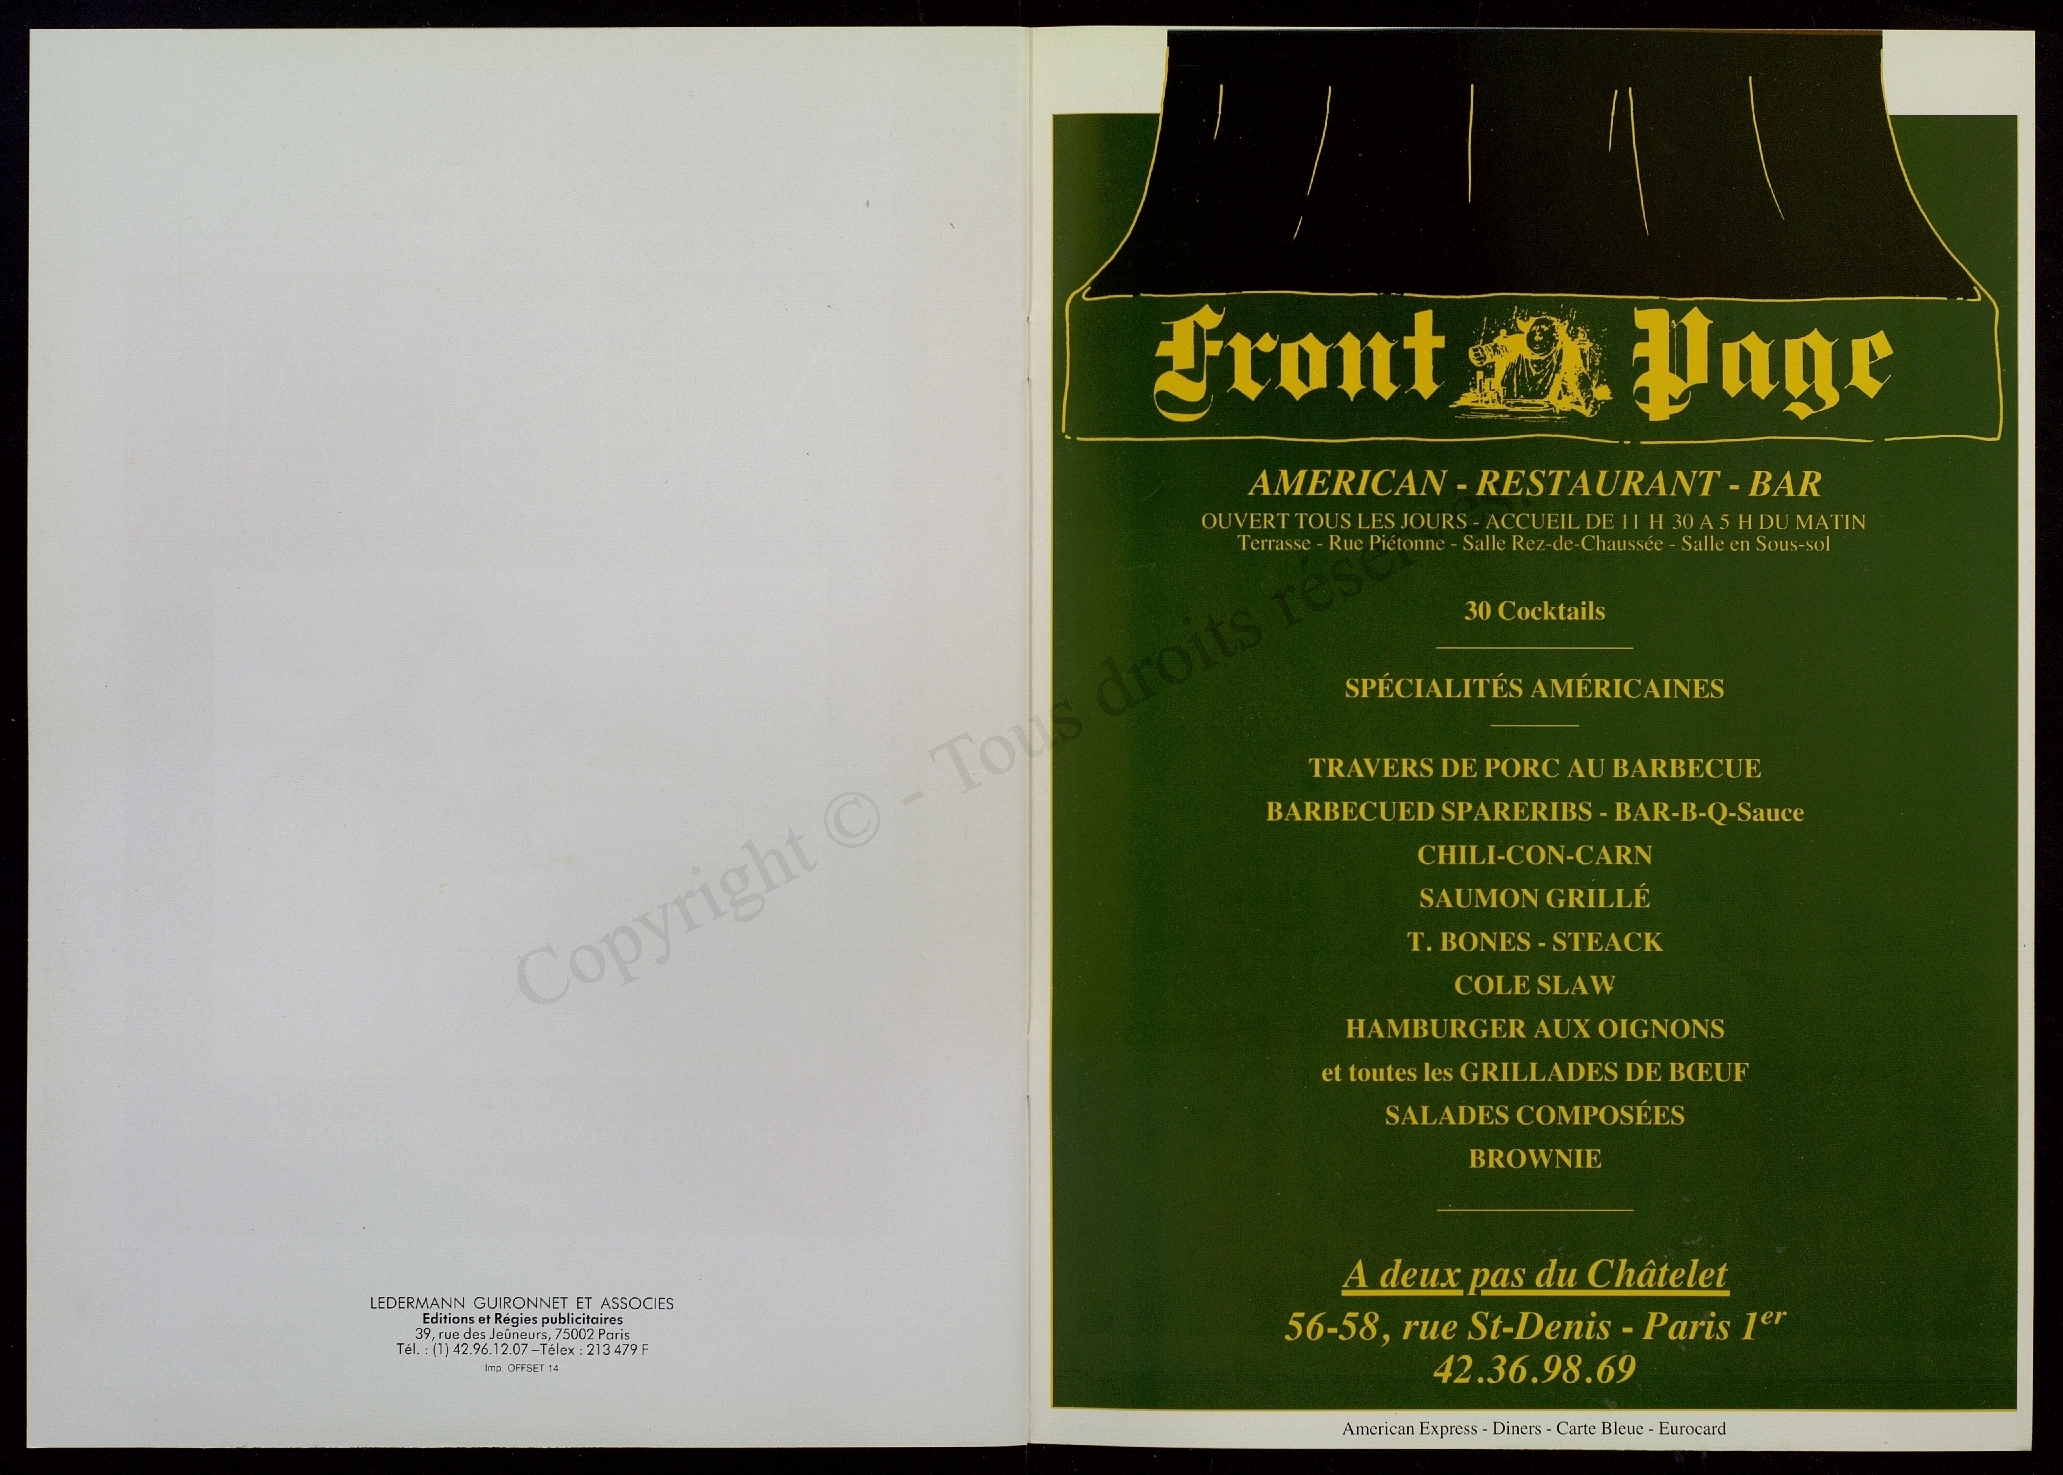 LEDERMANN GUIRONNET ET ASSOCIES
Editions et Régies publicitaires
39, rue des Jeûneurs, 75002 Paris
Tél. : (1) 42.96.12.07 – Télex : 213 479 F
Imp. OFFSET 14
Front Page
AMERICAN - RESTAURANT - BAR
OUVERT TOUS LES JOURS - ACCUEIL DE 11 H 30 A 5 H DU MATIN
Terrasse - Rue Piétonne - Salle Rez-de-Chaussée - Salle en Sous-sol
30 Cocktails
SPÉCIALITÉS AMÉRICAINES
TRAVERS DE PORC AU BARBECUE
BARBECUED SPARERIBS - BAR-B-Q-Sauce
CHILI-CON-CARN
SAUMON GRILLÉ
T. BONES - STEACK
COLE SLAW
HAMBURGER AUX OIGNONS
et toutes les GRILLADES DE BŒUF
SALADES COMPOSÉES
BROWNIE
A deux pas du Châtelet
56-58, rue St-Denis - Paris 1er
42.36.98.69
American Express - Diners - Carte Bleue - Eurocard
Copyright © - Tous droits réservés.